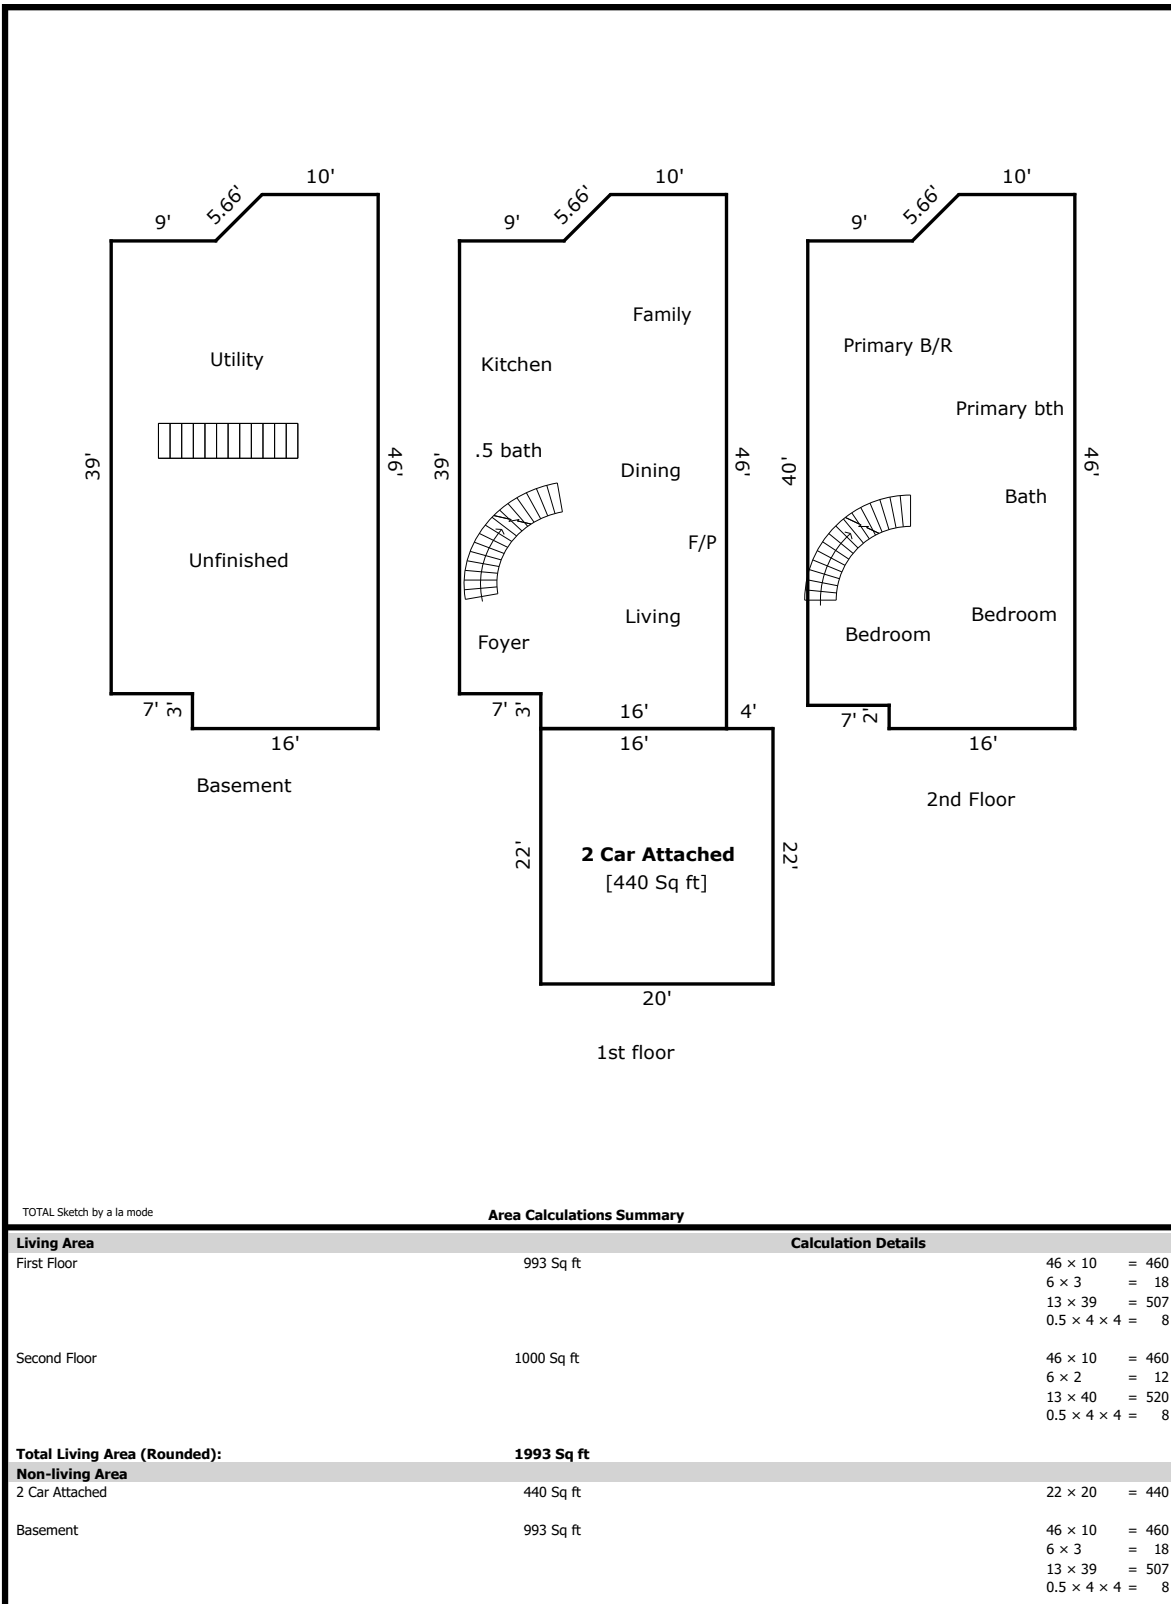 10'
10'
10'
5.66'
5.66'
5.66'
9'
9'
9'
Family
Primary B/R
Utility
Kitchen
Primary bth
.5 bath
39'
46'
39'
Dining
46'
40'
46'
Bath
F/P
Unfinished
Living
Bedroom
Foyer
Bedroom
7' 3'
7' 3'
16'
4'
7' 2'
16'
16'
16'
Basement
2nd Floor
22'
2 Car Attached
22'
[440 Sq ft]
20'
1st floor
TOTAL Sketch by a la mode
Area Calculations Summary
Living Area Calculation Details
First Floor 993 Sq ft 46 × 10 = 460
6 × 3 = 18
13 × 39 = 507
0.5 × 4 × 4 = 8
Second Floor 1000 Sq ft 46 × 10 = 460
6 × 2 = 12
13 × 40 = 520
0.5 × 4 × 4 = 8
Total Living Area (Rounded): 1993 Sq ft
Non-living Area
2 Car Attached 440 Sq ft 22 × 20 = 440
Basement 993 Sq ft 46 × 10 = 460
6 × 3 = 18
13 × 39 = 507
0.5 × 4 × 4 = 8